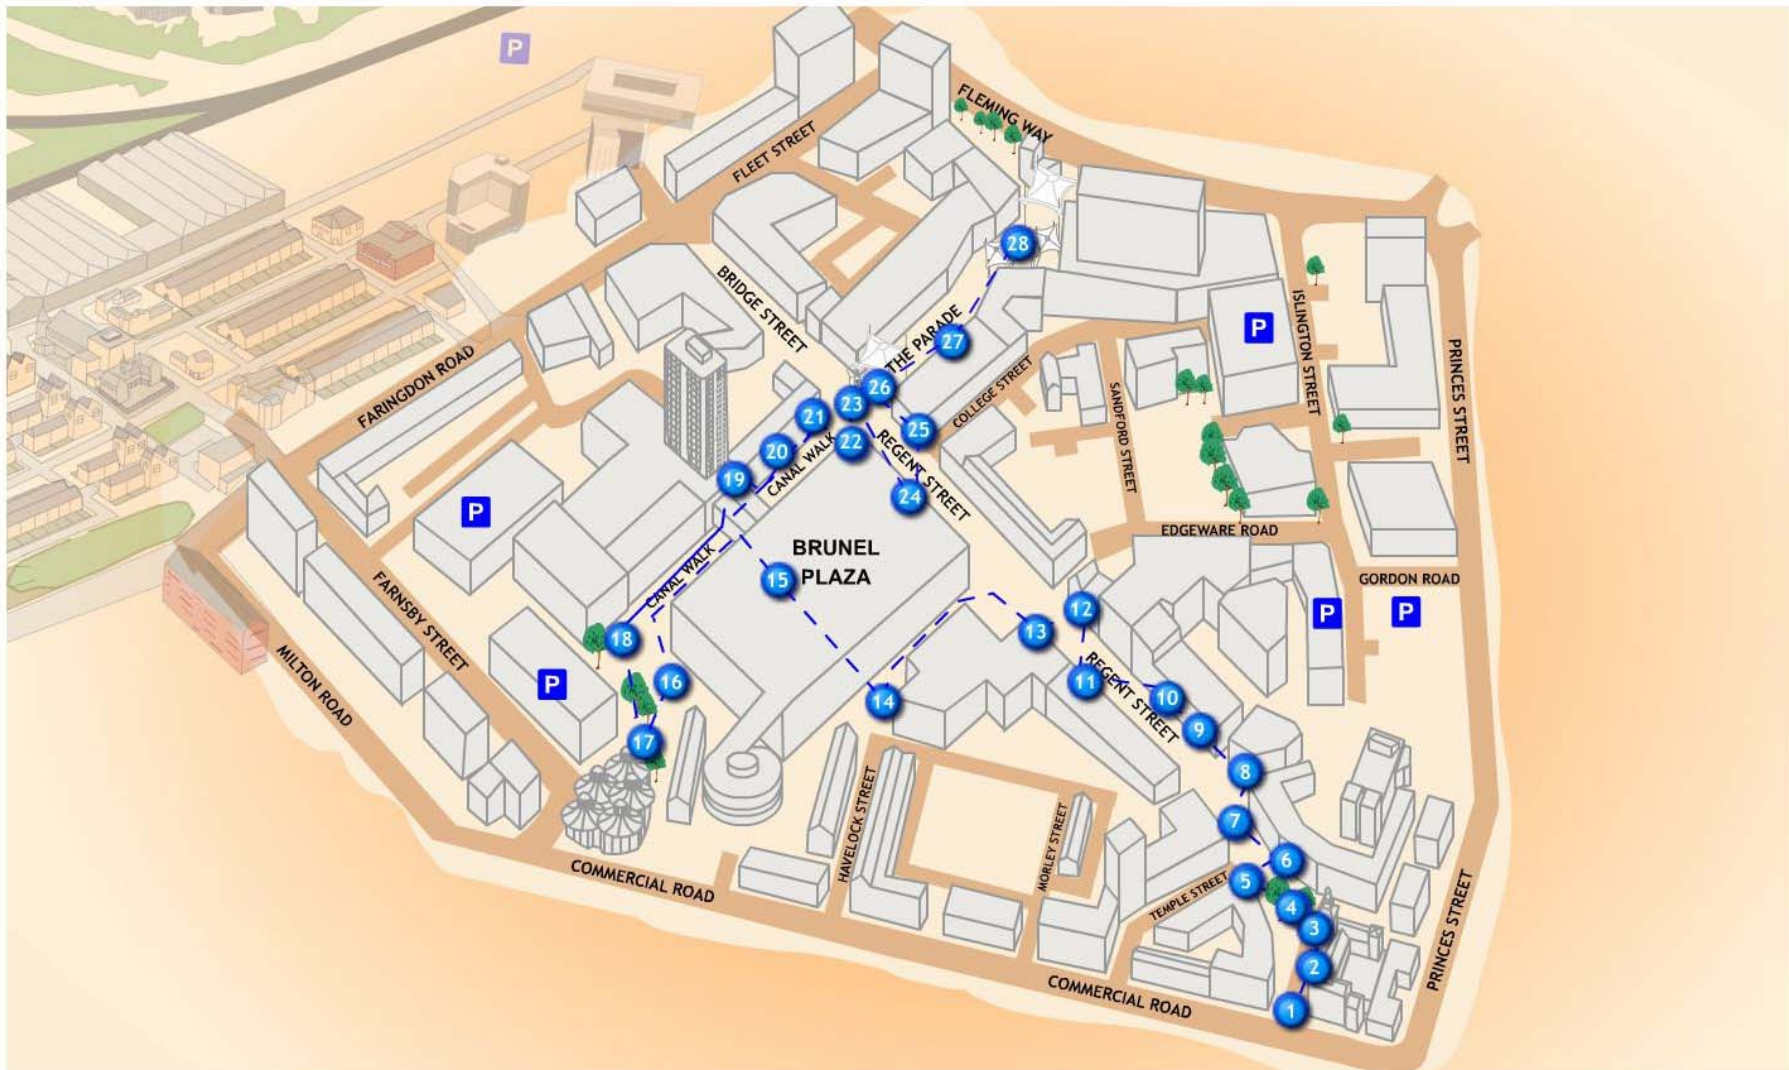 P
FLEMING WAY
FLEET STREET
28
BRIDGE STREET
THE PARADE
27
P
ISLINGTON STREET
PRINCES STREET
FARINGDON ROAD
26
23
21
25
COLLEGE STREET
SANDFORD STREET
22
20
CANAL WALK
REGENT STREET
19
24
P
EDGEWARE ROAD
BRUNEL
PLAZA
15
CANAL WALK
GORDON ROAD
P
P
FARNSBY STREET
12
13
18
MILTON ROAD
P
16
11
REGENT STREET
10
14
9
17
8
HAVELOCK STREET
MORLEY STREET
7
6
5
COMMERCIAL ROAD
TEMPLE STREET
4
3
2
PRINCES STREET
COMMERCIAL ROAD
1